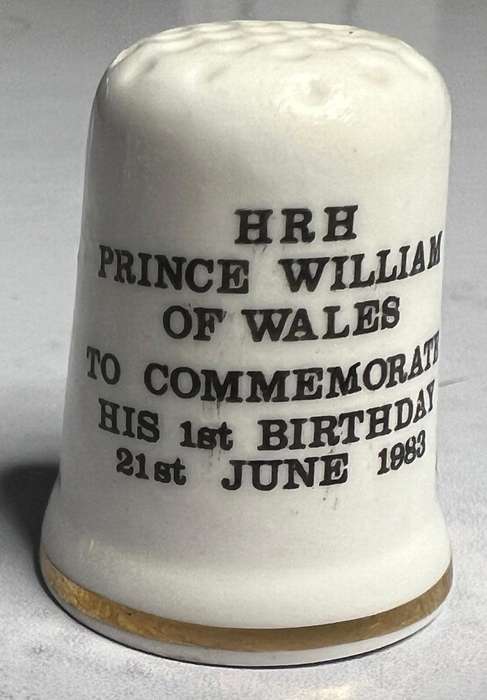 HRH
PRINCE WILLIAM
OF WALES
TO COMMEMORATE
HIS 1st BIRTHDAY
21st JUNE 1983